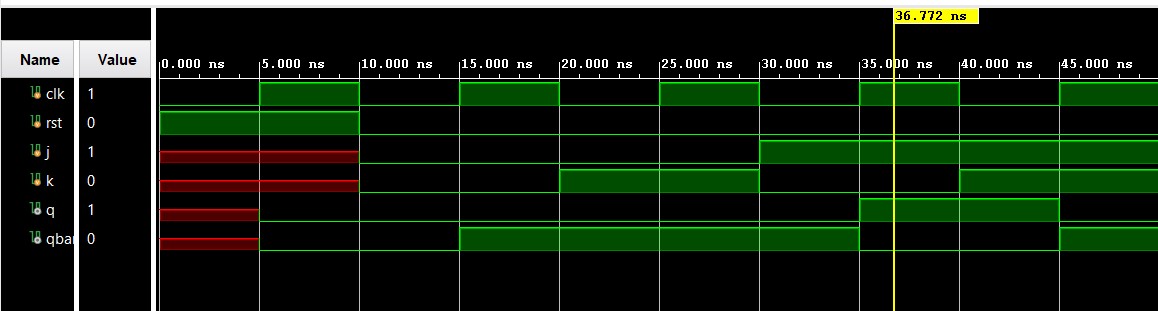 36.772 ns
Name Value 0.000 ns 5.000 ns 10.000 ns 15.000 ns 20.000 ns 25.000 ns 30.000 ns 35.000 ns 40.000 ns 45.000 ns
clk 1
rst 0
j 1
k 0
q 1
qbar 0